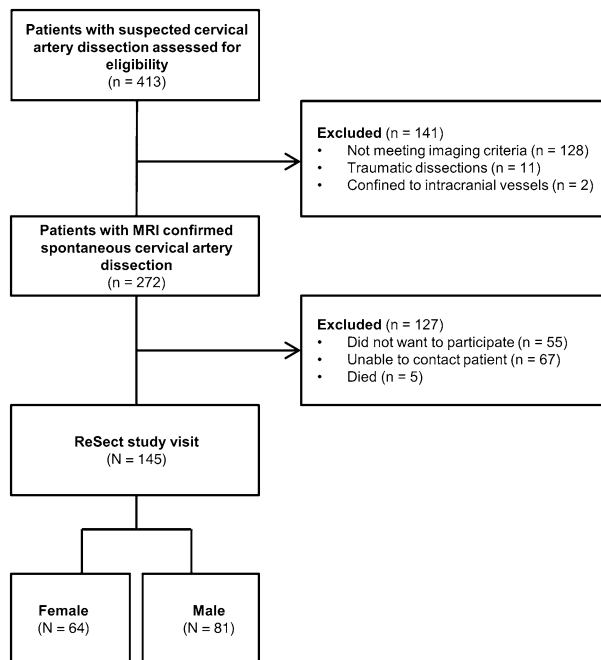 Patients with suspected cervical
artery dissection assessed for
eligibility
(n = 413)
Excluded (n = 141)
• Not meeting imaging criteria (n = 128)
• Traumatic dissections (n = 11)
• Confined to intracranial vessels (n = 2)
Patients with MRI confirmed
spontaneous cervical artery
dissection
(n = 272)
Excluded (n = 127)
• Did not want to participate (n = 55)
• Unable to contact patient (n = 67)
• Died (n = 5)
ReSect study visit
(N = 145)
Female
(N = 64)
Male
(N = 81)